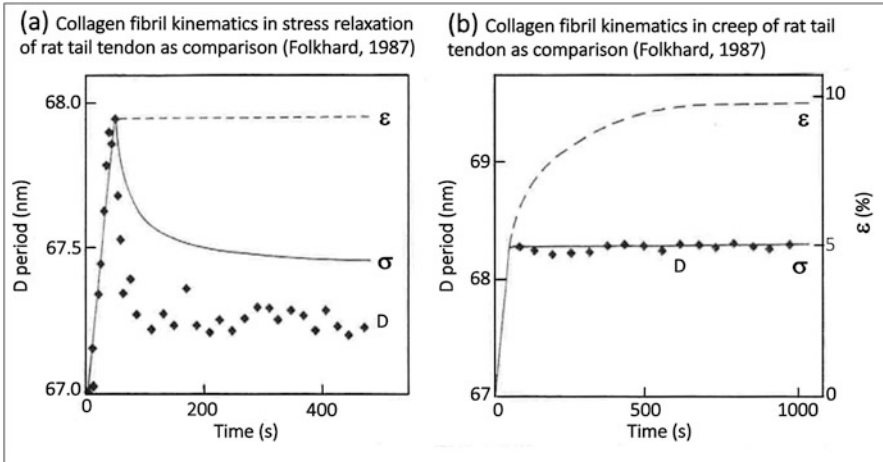 (a) Collagen fibril kinematics in stress relaxation
of rat tail tendon as comparison (Folkhard, 1987)
68.0
67.5
67.0
D period (nm)
ε
σ
D
0
200
400
Time (s)
(b) Collagen fibril kinematics in creep of rat tail
tendon as comparison (Folkhard, 1987)
69
68
67
D period (nm)
ε
D
σ
10
5
0
ε (%)
0
500
1000
Time (s)